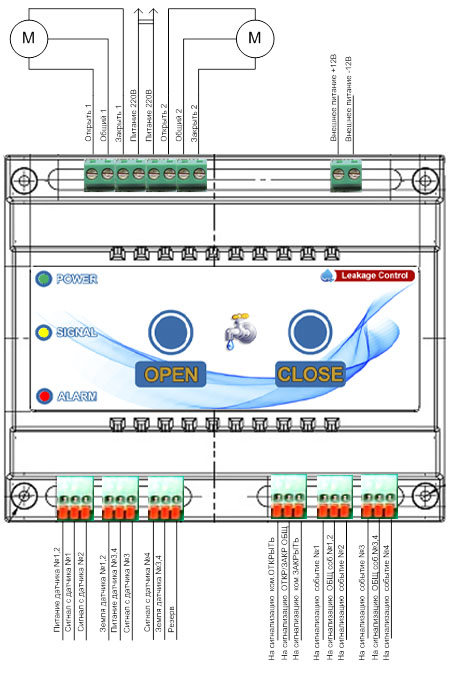 M
M
Открыть 1
Общий 1
Закрыть 1
Питание 220В
Питание 220В
Открыть 2
Общий 2
Закрыть 2
Внешнее питание +12В
Внешнее питание -12В
POWER
Leakage Control
SIGNAL
OPEN
CLOSE
ALARM
Питание датчика №1,2
Сигнал с датчика №1
Сигнал с датчика №2
Земля датчика №1,2
Питание датчика №3,4
Сигнал с датчика №3
Сигнал с датчика №4
Земля датчика №3,4
Резерв
На сигнализацию ком ОТКРЫТЬ
На сигнализацию ОТКР/ЗАКР ОБЩ
На сигнализацию ком ЗАКРЫТЬ
На сигнализацию событие №1
На сигнализацию ОБЩ соб №1,2
На сигнализацию событие №2
На сигнализацию событие №3
На сигнализацию ОБЩ соб №3,4
На сигнализацию событие №4